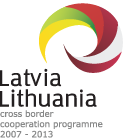 Latvia
Lithuania
cross border
cooperation programme
2007 - 2013